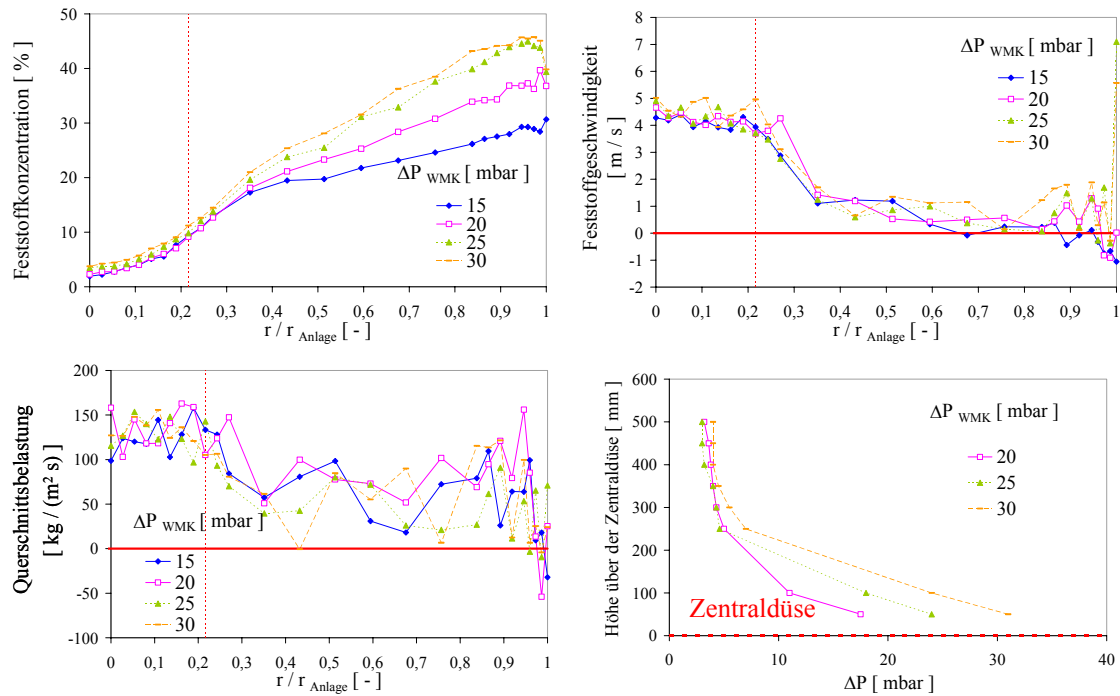 Feststoffkonzentration [ % ]
50
40
30
20
10
0
ΔP WMK [ mbar]
15
20
25
30
0 0,1 0,2 0,3 0,4 0,5 0,6 0,7 0,8 0,9 1
r / r Anlage [ - ]
Feststoffgeschwindigkeit
[ m / s ]
8
7
6
5
4
3
2
1
0
-1
-2
ΔP WMK [ mbar]
15
20
25
30
0 0,1 0,2 0,3 0,4 0,5 0,6 0,7 0,8 0,9 1
r / r Anlage [ - ]
Querschnittsbelastung
[ kg / (m² s) ]
200
150
100
50
0
-50
-100
ΔP WMK [ mbar]
15
20
25
30
0 0,1 0,2 0,3 0,4 0,5 0,6 0,7 0,8 0,9 1
r / r Anlage [ - ]
Höhe über der Zentraldüse [ mm ]
600
500
400
300
200
100
0
ΔP WMK [ mbar]
20
25
30
Zentraldüse
0 10 20 30 40
ΔP [ mbar]